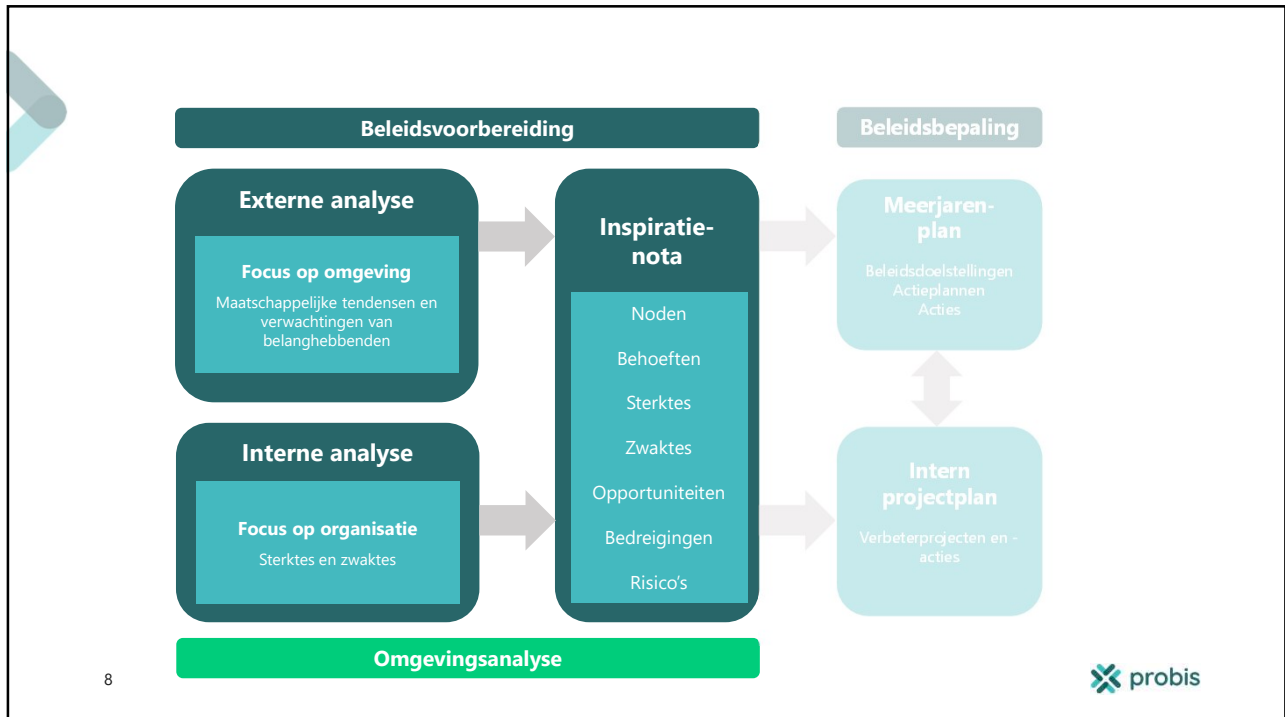 Beleidsvoorbereiding
Beleidsbepaling
Externe analyse
Focus op omgeving
Maatschappelijke tendensen en
verwachtingen van
belanghebbenden
Interne analyse
Focus op organisatie
Sterktes en zwaktes
Inspiratie-
nota
Noden
Behoeften
Sterktes
Zwaktes
Opportuniteiten
Bedreigingen
Risico's
Meerjaren-
plan
Beleidsdoelstellingen
Actieplannen
Acties
Intern
projectplan
Verbeterprojecten en -
acties
Omgevingsanalyse
8
probis